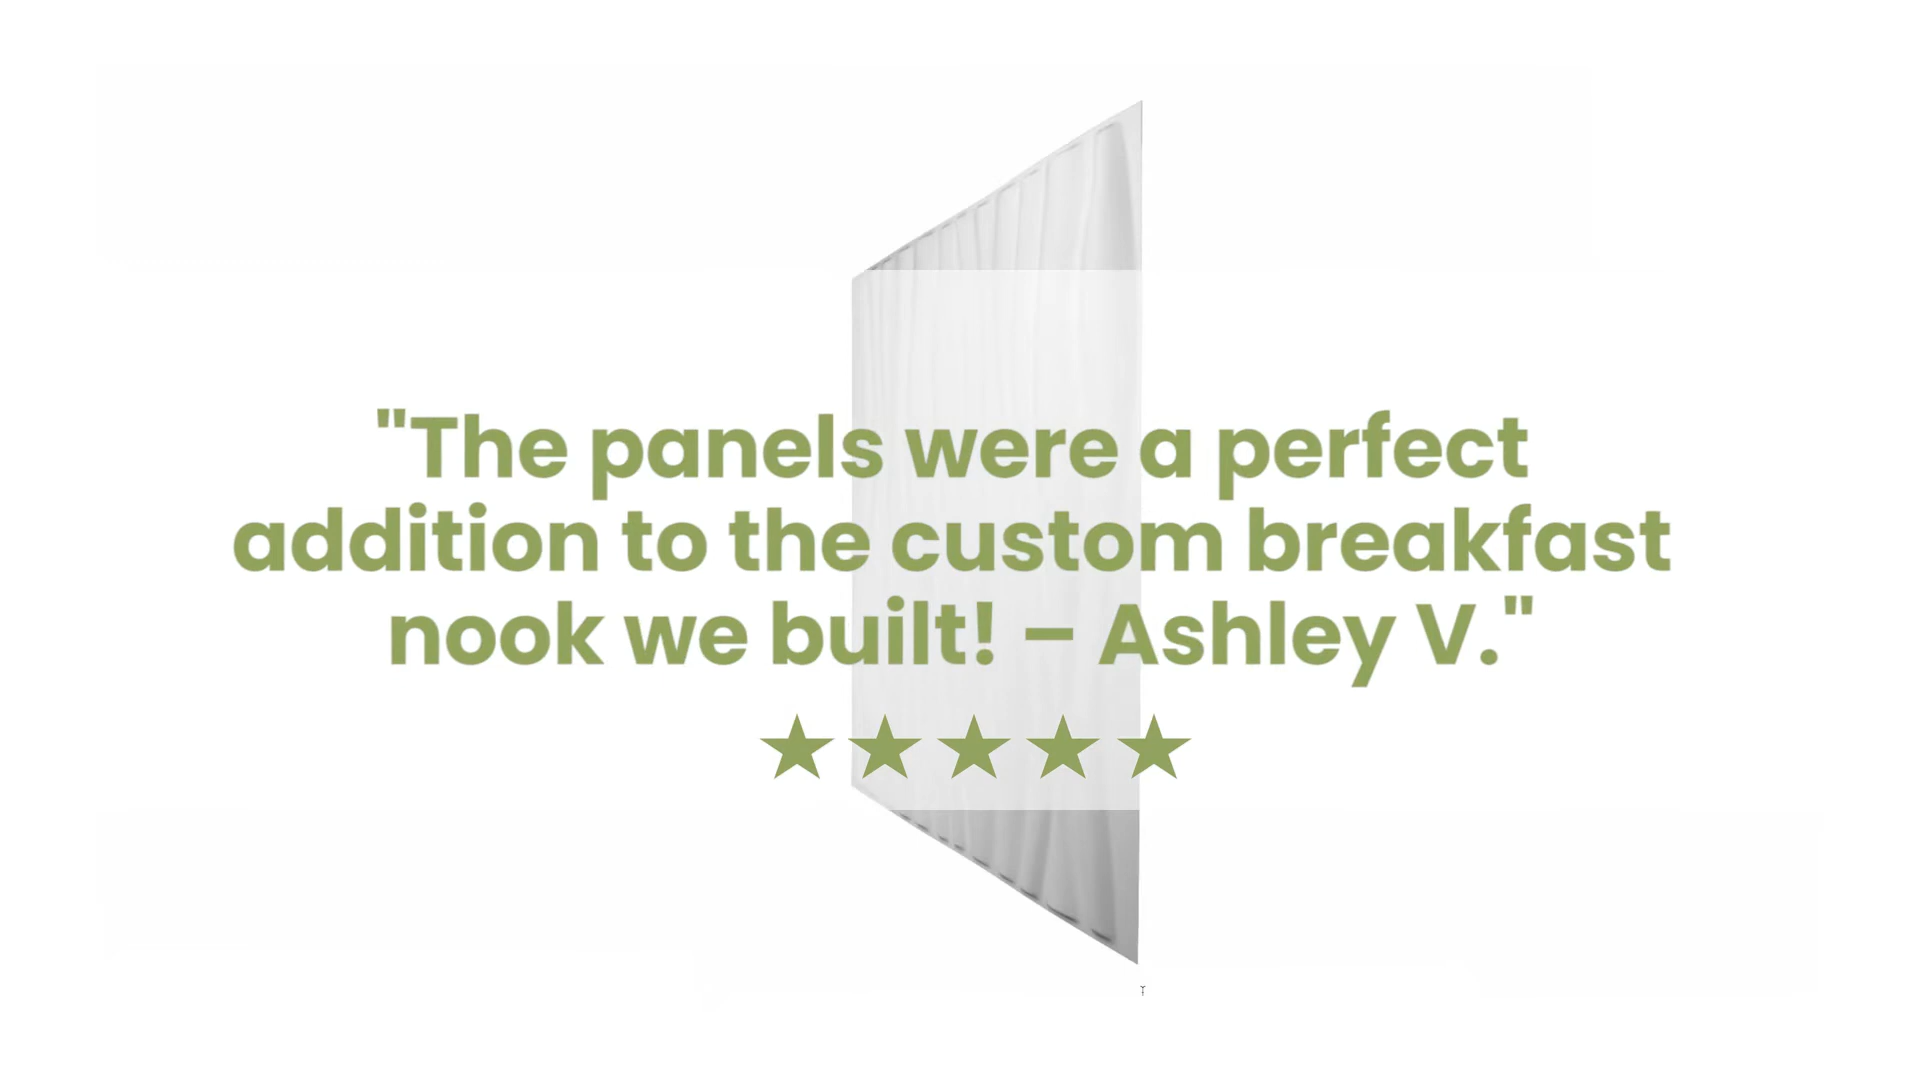 "The panels were a perfect
addition to the custom breakfast
nook we built! – Ashley V."